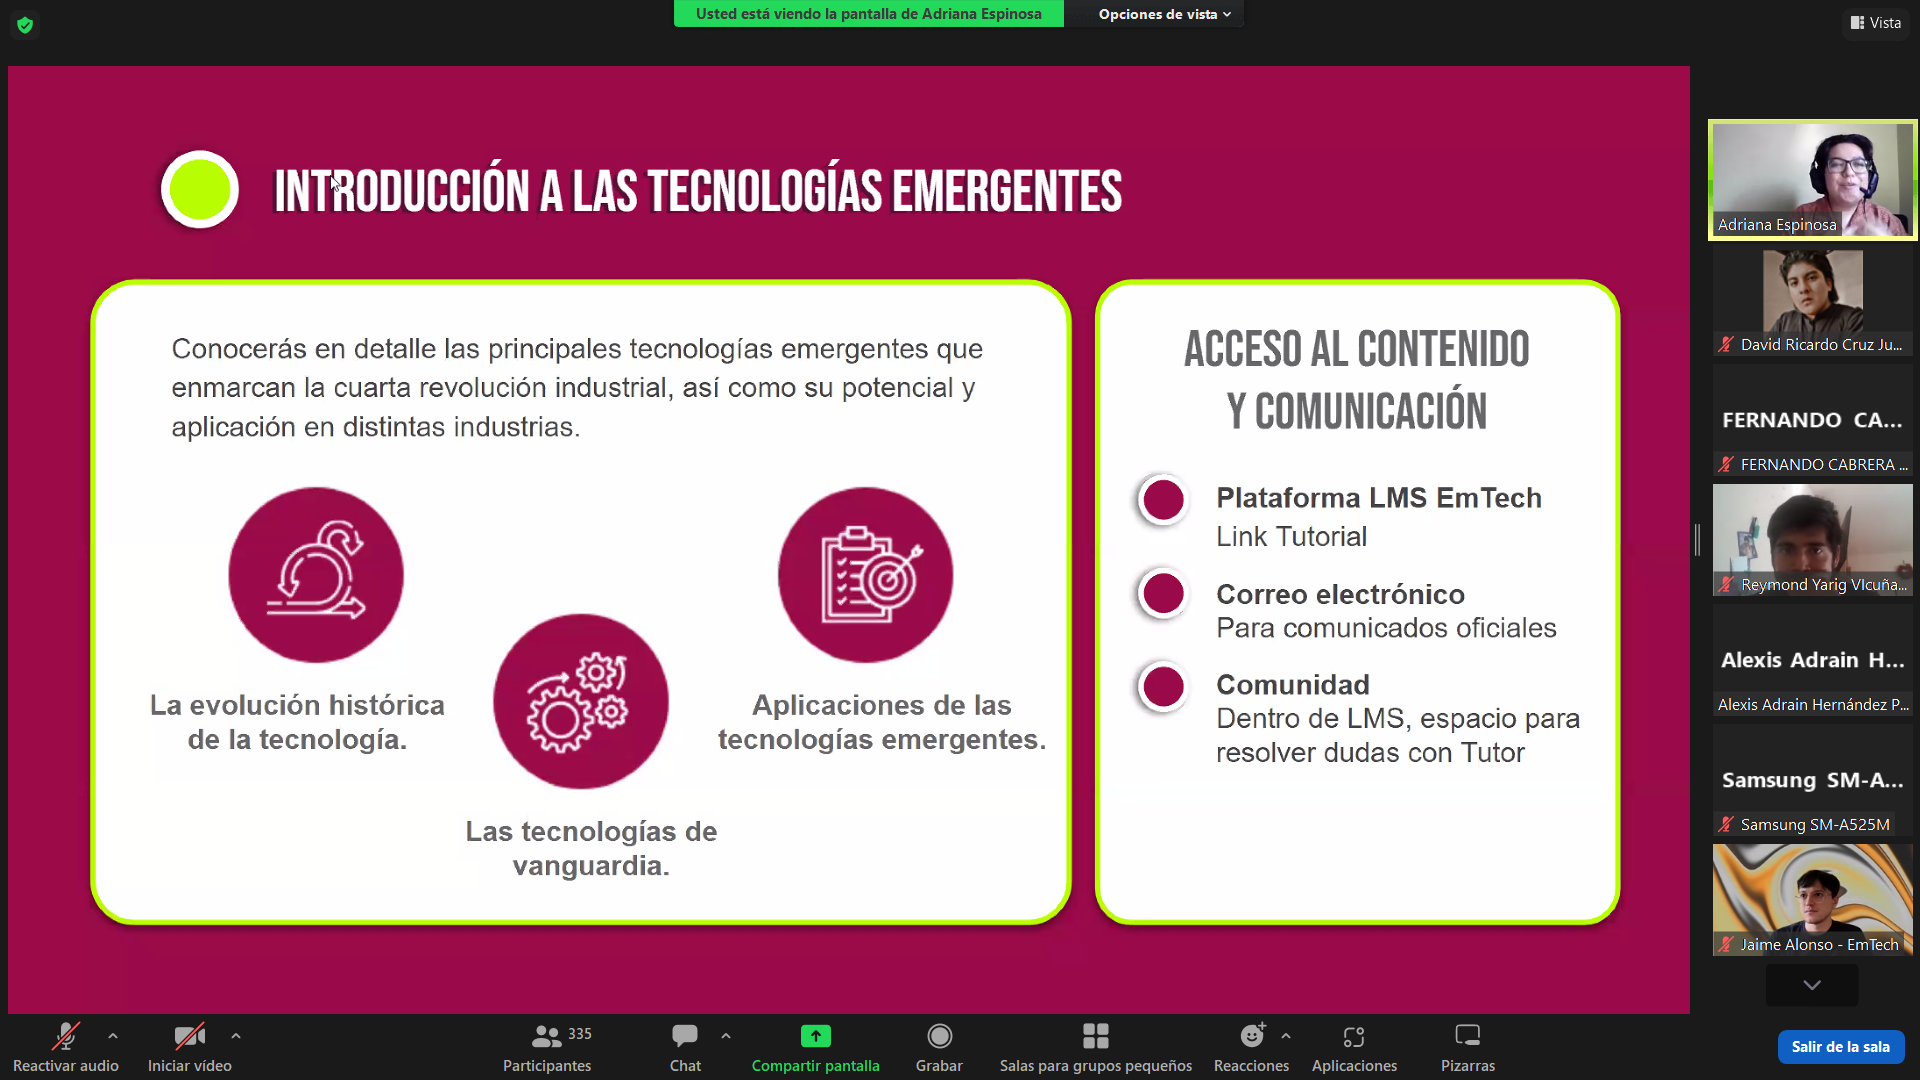 Usted está viendo la pantalla de Adriana Espinosa
Opciones de vista
Vista
INTRODUCCIÓN A LAS TECNOLOGÍAS EMERGENTES
Conocerás en detalle las principales tecnologías emergentes que
enmarcan la cuarta revolución industrial, así como su potencial y
aplicación en distintas industrias.
La evolución histórica
de la tecnología.
Las tecnologías de
vanguardia.
Aplicaciones de las
tecnologías emergentes.
ACCESO AL CONTENIDO
Y COMUNICACIÓN
Plataforma LMS EmTech
Link Tutorial
Correo electrónico
Para comunicados oficiales
Comunidad
Dentro de LMS, espacio para
resolver dudas con Tutor
Adriana Espinosa
David Ricardo Cruz Ju...
FERNANDO CA...
FERNANDO CABRERA ...
Reymond Yarig VIcuña...
Alexis Adrain H...
Alexis Adrain Hernández P...
Samsung SM-A...
Samsung SM-A525M
Jaime Alonso - EmTech
Reactivar audio
Iniciar vídeo
335
Participantes
Chat
Compartir pantalla
Grabar
Salas para grupos pequeños
Reacciones
Aplicaciones
Pizarras
Salir de la sala